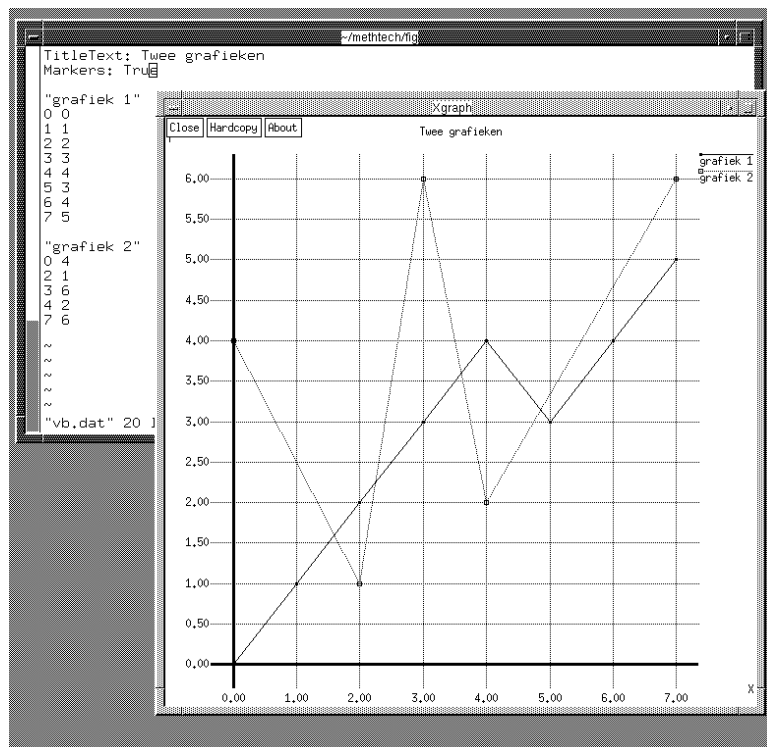 ~/methtech/fig
TitleText: Twee grafieken
Markers: True
"grafiek 1"
0 0
1 1
2 2
3 3
4 4
5 3
6 4
7 5
"grafiek 2"
0 4
2 1
3 6
4 2
7 6
~
~
~
~
~
"vb.dat" 20 l
Xgraph
Close Hardcopy About
Twee grafieken
grafiek 1
grafiek 2
6.00
5.50
5.00
4.50
4.00
3.50
3.00
2.50
2.00
1.50
1.00
0.50
0.00
0.00 1.00 2.00 3.00 4.00 5.00 6.00 7.00
X